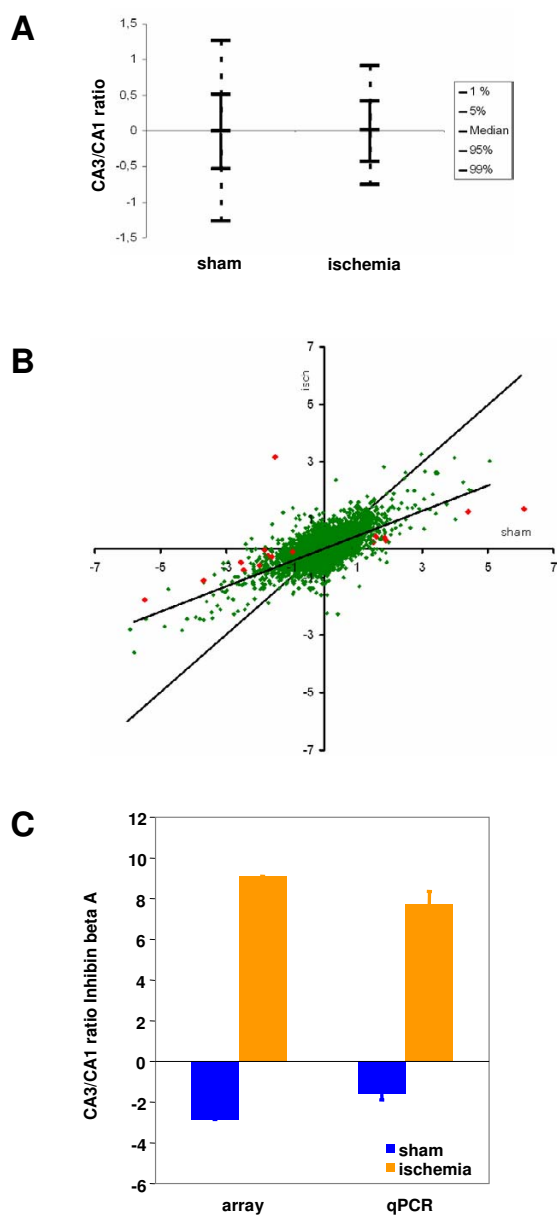 A
CA3/CA1 ratio
1,5
1
0,5
0
-0,5
-1
-1,5
sham
ischemia
1 %
5%
Median
95%
99%
B
isch
7
5
3
-7
-5
-3
-1
1
3
5
7
sham
-3
-5
-7
C
CA3/CA1 ratio Inhibin beta A
12
10
8
6
4
2
0
-2
-4
-6
sham
ischemia
array
qPCR